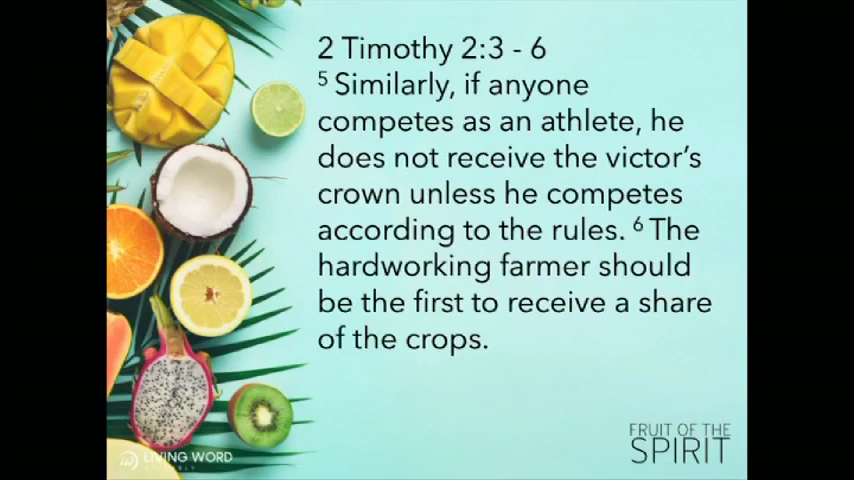 2 Timothy 2:3 - 6
5 Similarly, if anyone
competes as an athlete, he
does not receive the victor's
crown unless he competes
according to the rules. 6 The
hardworking farmer should
be the first to receive a share
of the crops.
FRUIT OF THE
SPIRIT
LIVING WORD